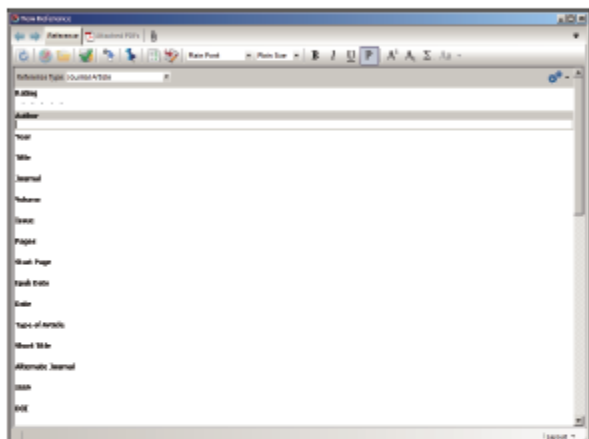 New Reference
Reference Attached PDFs
Plain Font Plain Size B I U P A¹ A₁ Σ
Reference Type: Journal Article
Rating
Author
Year
Title
Journal
Volume
Issue
Pages
Start Page
Epub Date
Date
Type of Article
Short Title
Alternate Journal
ISSN
DOI
Layout